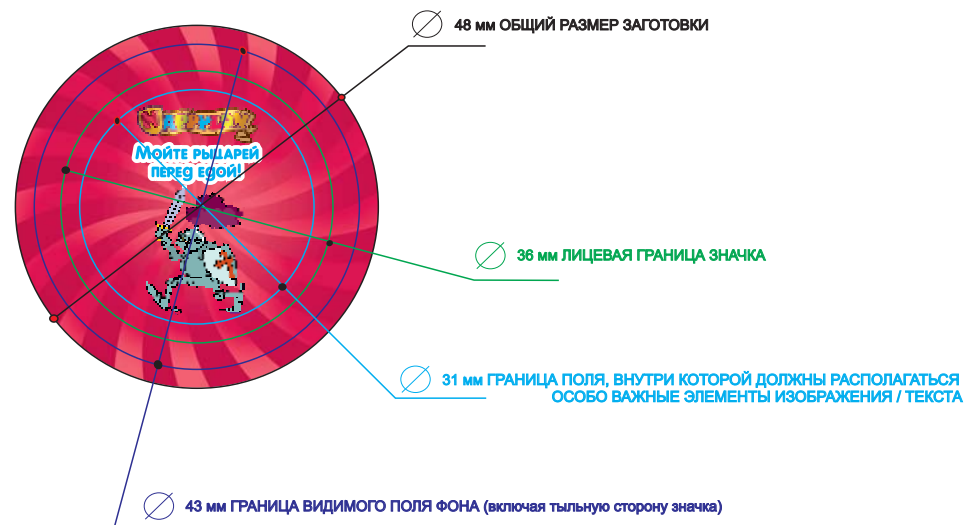 48 мм ОБЩИЙ РАЗМЕР ЗАГОТОВКИ
МОЙТЕ РЫЦАРЕЙ
ПЕРЕД ЕДОЙ!
36 мм ЛИЦЕВАЯ ГРАНИЦА ЗНАЧКА
31 мм ГРАНИЦА ПОЛЯ, ВНУТРИ КОТОРОЙ ДОЛЖНЫ РАСПОЛАГАТЬСЯ
ОСОБО ВАЖНЫЕ ЭЛЕМЕНТЫ ИЗОБРАЖЕНИЯ / ТЕКСТА
43 мм ГРАНИЦА ВИДИМОГО ПОЛЯ ФОНА (включая тыльную сторону значка)